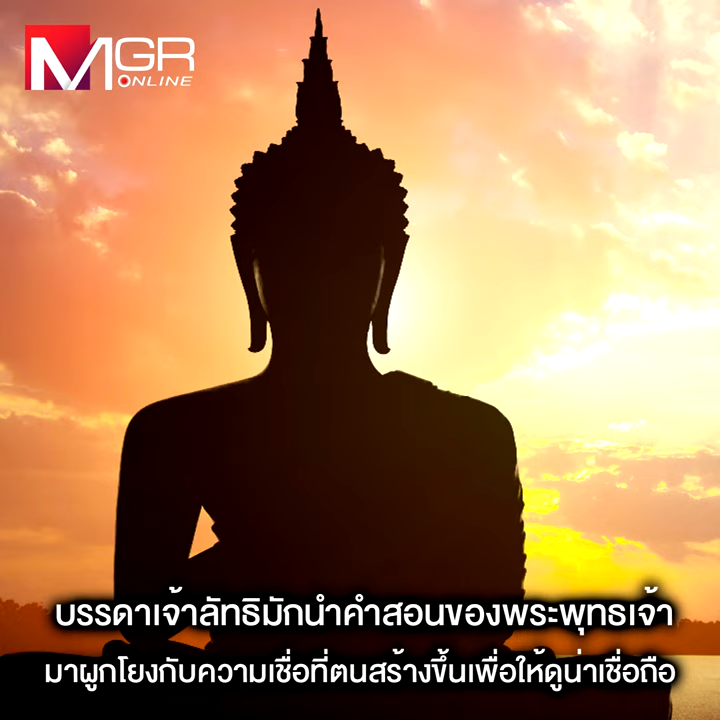 MGR
ONLINE
บรรดาเจ้าลัทธิมักนำคำสอนของพระพุทธเจ้า
มาผูกโยงกับความเชื่อที่ตนสร้างขึ้นเพื่อให้ดูน่าเชื่อถือ